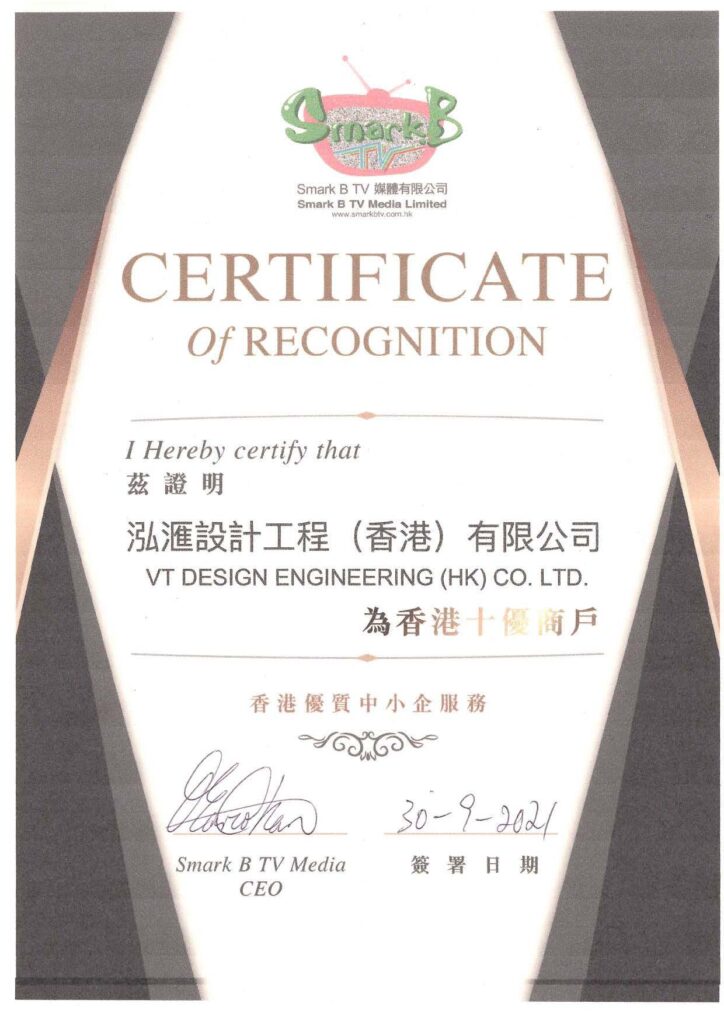 Smark B
TV
Smark B TV 媒體有限公司
Smark B TV Media Limited
www.smarkbtv.com.hk
CERTIFICATE
Of RECOGNITION
I Hereby certify that
茲證明
泓滙設計工程（香港）有限公司
VT DESIGN ENGINEERING (HK) CO. LTD.
為香港十優商戶
香港優質中小企服務
30-9-2021
Smark B TV Media
CEO
簽署日期